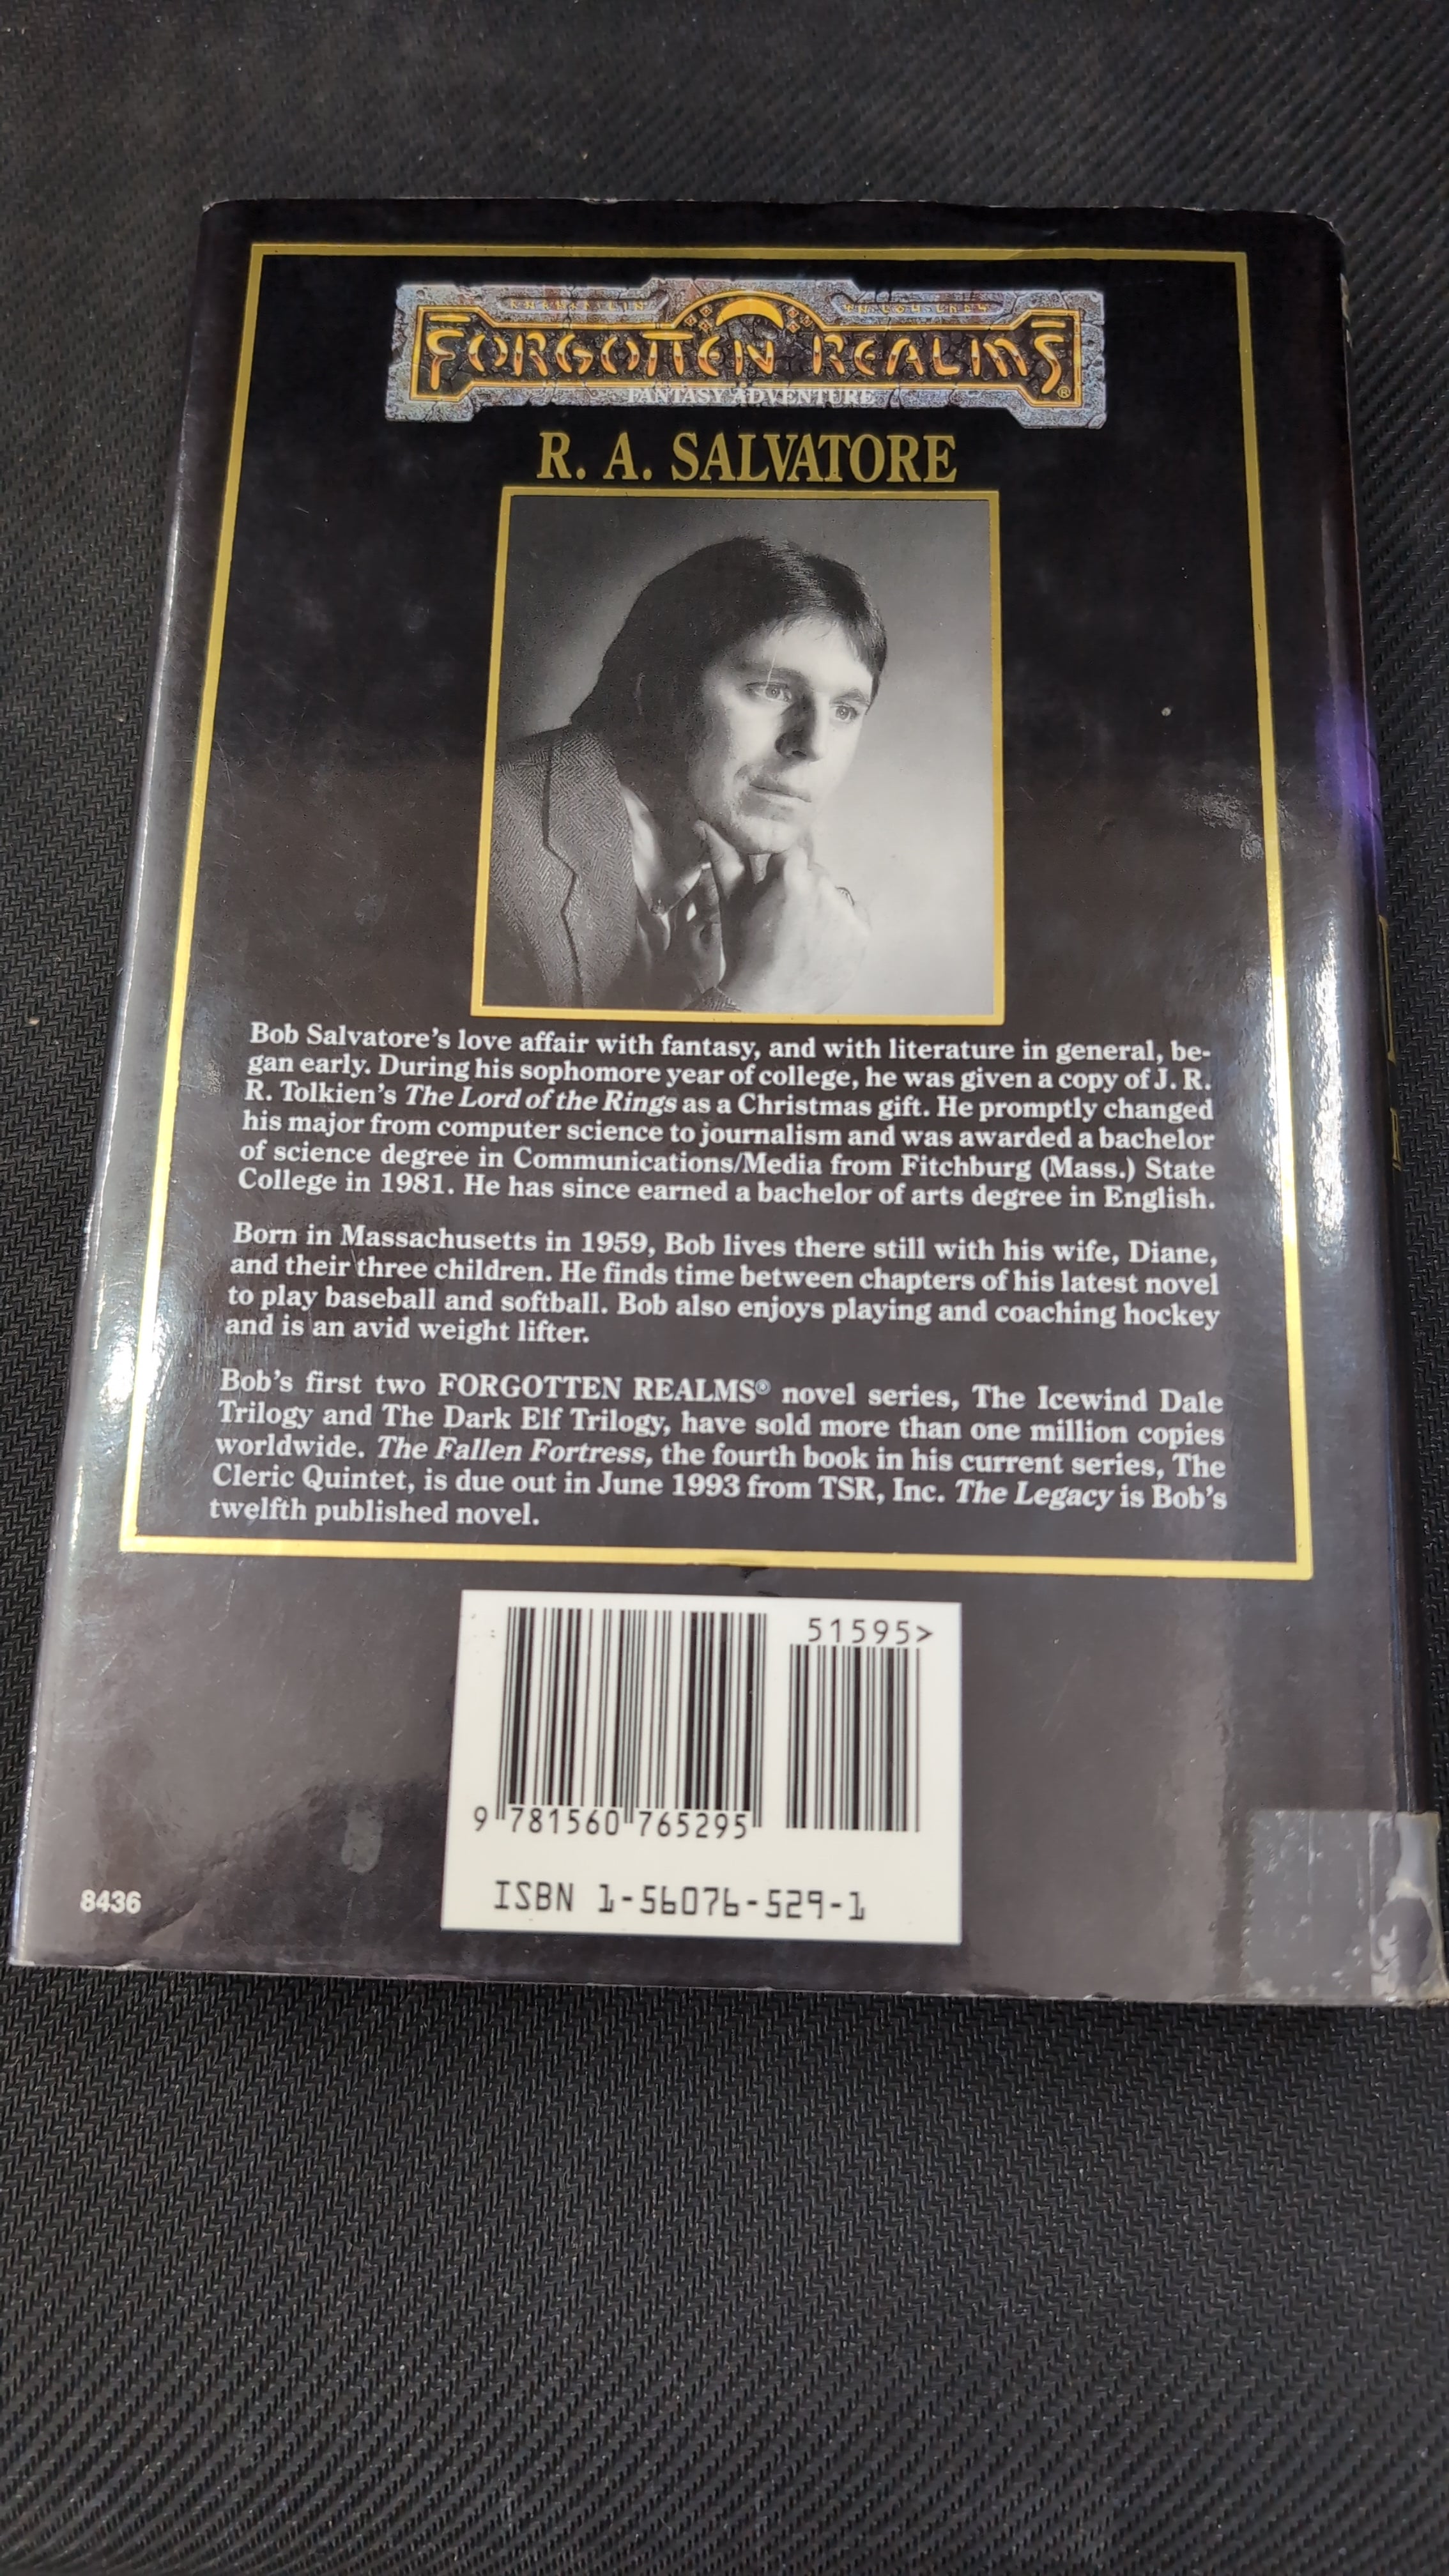 FORGOTTEN REALMS®
FANTASY ADVENTURE
R. A. SALVATORE
Bob Salvatore's love affair with fantasy, and with literature in general, be-
gan early. During his sophomore year of college, he was given a copy of J. R.
R. Tolkien's The Lord of the Rings as a Christmas gift. He promptly changed
his major from computer science to journalism and was awarded a bachelor
of science degree in Communications/Media from Fitchburg (Mass.) State
College in 1981. He has since earned a bachelor of arts degree in English.
Born in Massachusetts in 1959, Bob lives there still with his wife, Diane,
and their three children. He finds time between chapters of his latest novel
to play baseball and softball. Bob also enjoys playing and coaching hockey
and is an avid weight lifter.
Bob's first two FORGOTTEN REALMS® novel series, The Icewind Dale
Trilogy and The Dark Elf Trilogy, have sold more than one million copies
worldwide. The Fallen Fortress, the fourth book in his current series, The
Cleric Quintet, is due out in June 1993 from TSR, Inc. The Legacy is Bob's
twelfth published novel.
51595>
9 781560 765295
ISBN 1-56076-529-1
8436